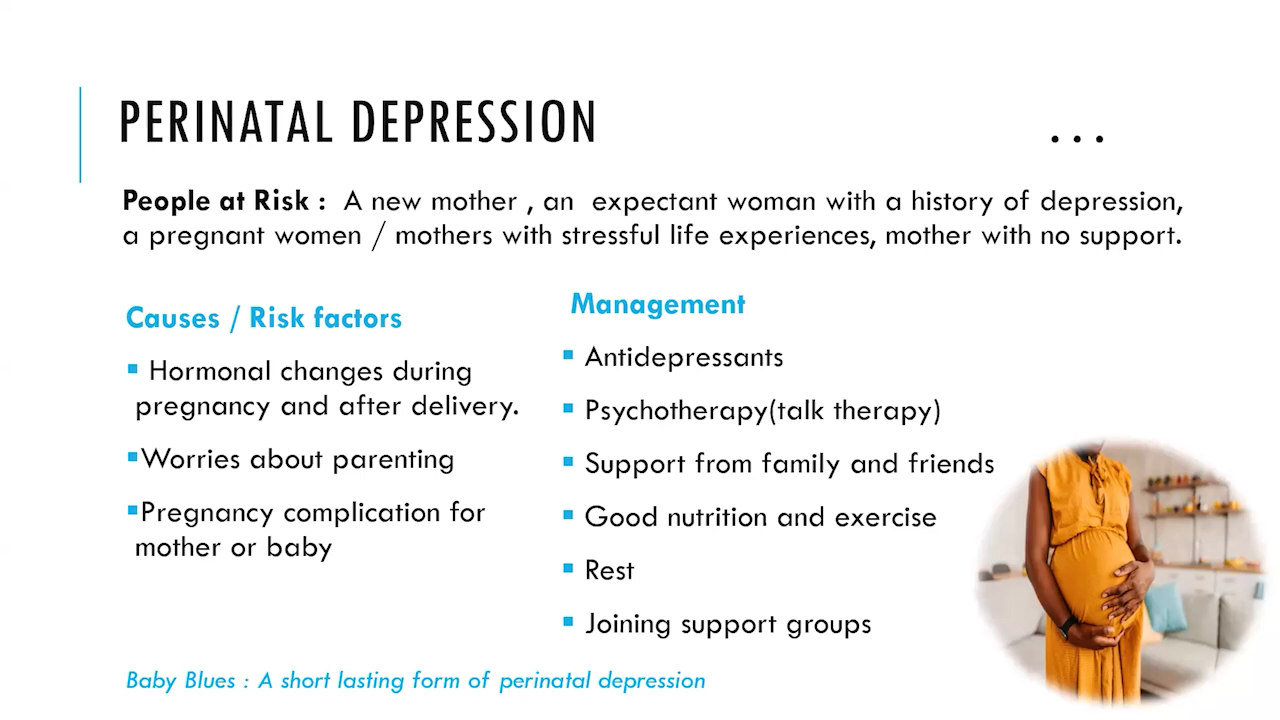 PERINATAL DEPRESSION ...
People at Risk : A new mother , an expectant woman with a history of depression,
a pregnant women / mothers with stressful life experiences, mother with no support.
Causes / Risk factors
▪ Hormonal changes during
pregnancy and after delivery.
▪Worries about parenting
▪Pregnancy complication for
mother or baby
Management
▪ Antidepressants
▪ Psychotherapy(talk therapy)
▪ Support from family and friends
▪ Good nutrition and exercise
▪ Rest
▪ Joining support groups
Baby Blues : A short lasting form of perinatal depression